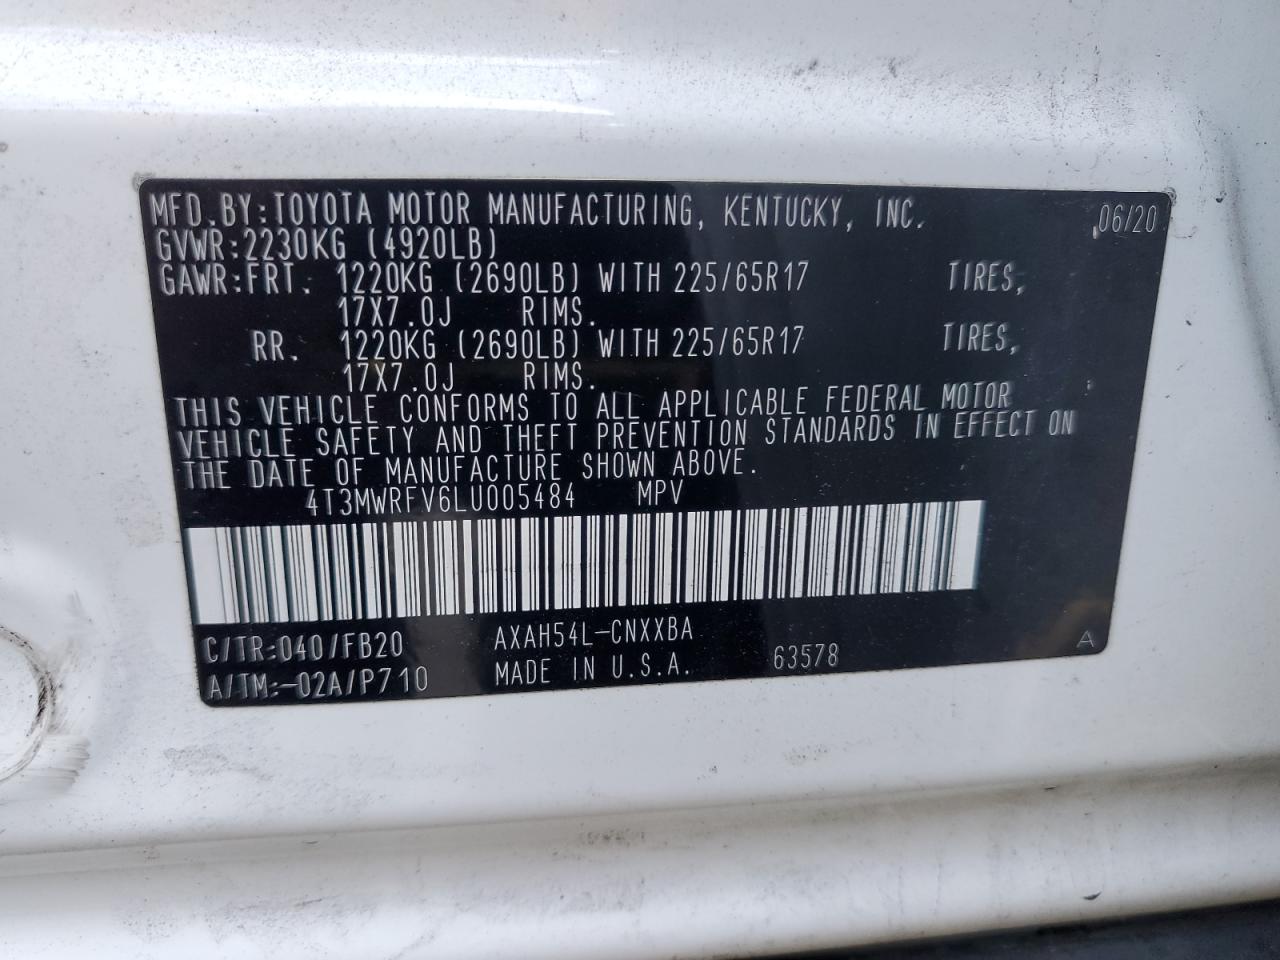 MFD.BY:TOYOTA MOTOR MANUFACTURING, KENTUCKY, INC. 06/20
GVWR:2230KG (4920LB)
GAWR:FRT. 1220KG (2690LB) WITH 225/65R17 TIRES,
17X7.0J RIMS.
RR. 1220KG (2690LB) WITH 225/65R17 TIRES,
17X7.0J RIMS.
THIS VEHICLE CONFORMS TO ALL APPLICABLE FEDERAL MOTOR
VEHICLE SAFETY AND THEFT PREVENTION STANDARDS IN EFFECT ON
THE DATE OF MANUFACTURE SHOWN ABOVE.
4T3MWRFV6LU005484 MPV
C/TR:040/FB20 AXAH54L-CNXXBA A
A/TM:-02A/P710 MADE IN U.S.A. 63578